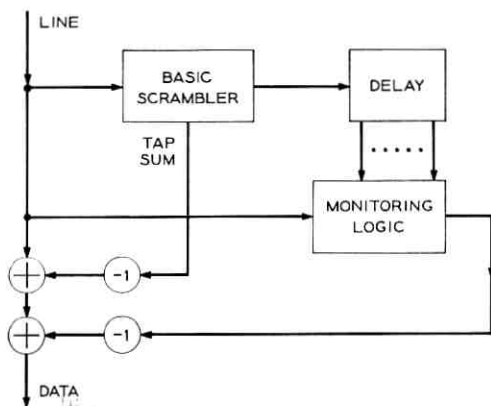 LINE
BASIC
SCRAMBLER
DELAY
TAP
SUM
.....
MONITORING
LOGIC
+
-1
+
-1
DATA